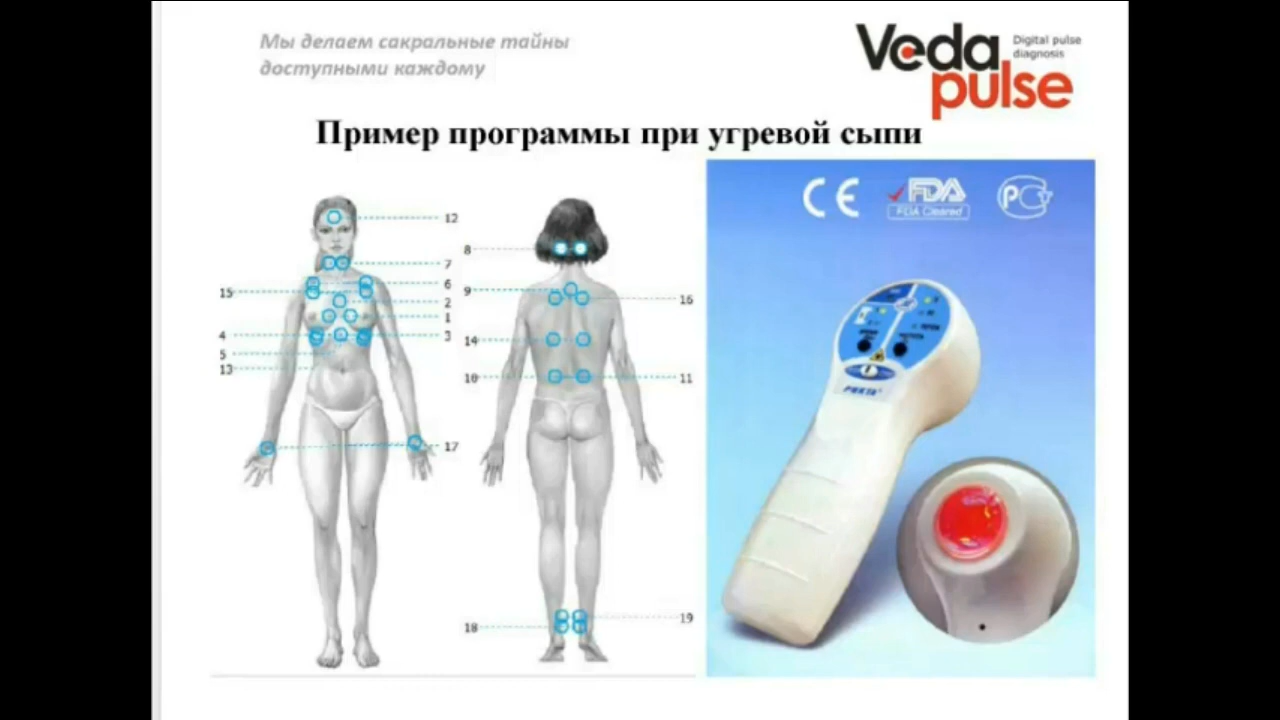 Мы делаем сакральные тайны
доступными каждому
Veda
pulse
Digital pulse
diagnosis
Пример программы при угревой сыпи
12
7
6
15
2
1
4
3
5
13
17
8
9
16
14
10
11
18
19
CE
FDA
FDA Cleared
РСТ
РИКТА